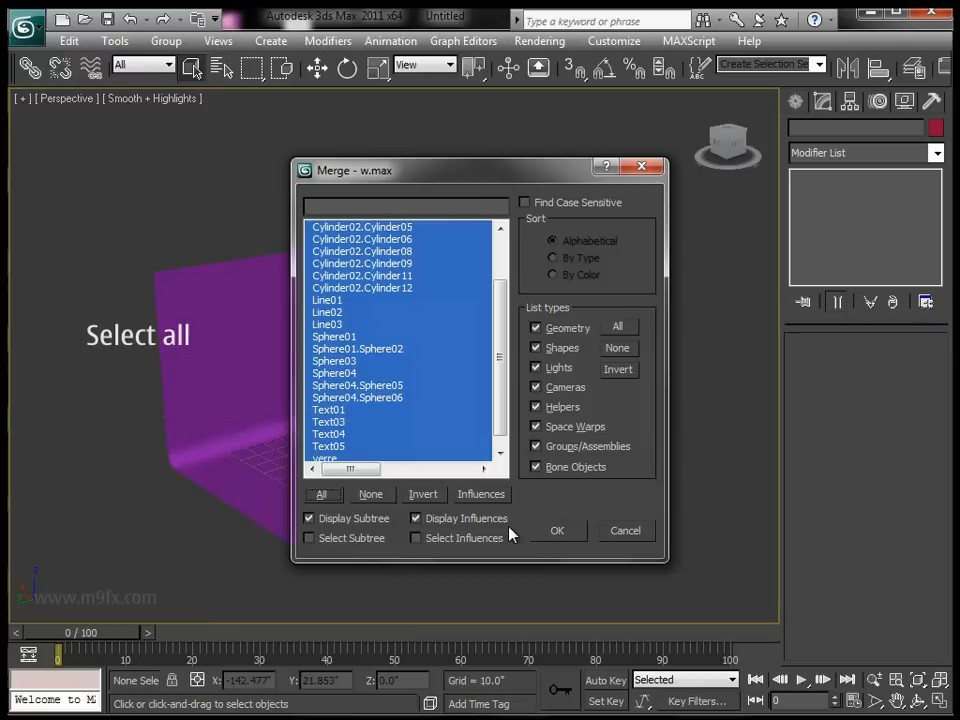 Autodesk 3ds Max 2011 x64 Untitled
Type a keyword or phrase
Edit Tools Group Views Create Modifiers Animation Graph Editors Rendering Customize MAXScript Help
All
View
3
Create Selection Se
[ + ] [ Perspective ] [ Smooth + Highlights ]
Modifier List
Merge - w.max
Find Case Sensitive
Sort
Alphabetical
By Type
By Color
Cylinder02.Cylinder05
Cylinder02.Cylinder06
Cylinder02.Cylinder08
Cylinder02.Cylinder09
Cylinder02.Cylinder11
Cylinder02.Cylinder12
Line01
Line02
Line03
Sphere01
Sphere01.Sphere02
Sphere03
Sphere04
Sphere04.Sphere05
Sphere04.Sphere06
Text01
Text03
Text04
Text05
verre
List types
Geometry All
Shapes None
Lights Invert
Cameras
Helpers
Space Warps
Groups/Assemblies
Bone Objects
All None Invert Influences
Display Subtree Display Influences
Select Subtree Select Influences
OK Cancel
Select all
www.m9fx.com
0 / 100
0 10 20 30 40 50 60 70 80 90 100
None Sele X: -142.477" Y: 21.853" Z: 0.0" Grid = 10.0" Auto Key Selected
Welcome to M: Click or click-and-drag to select objects Add Time Tag Set Key Key Filters... 0